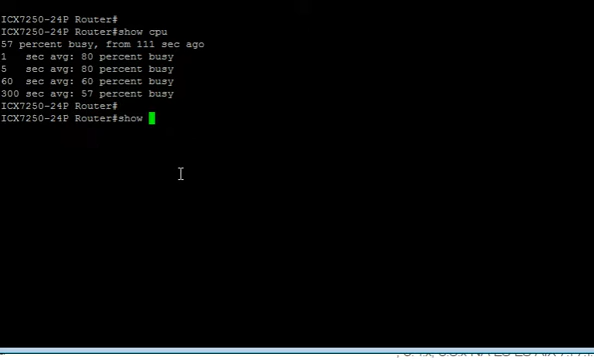 ICX7250-24P Router#
ICX7250-24P Router#show cpu
57 percent busy, from 111 sec ago
1   sec avg: 80 percent busy
5   sec avg: 80 percent busy
60  sec avg: 60 percent busy
300 sec avg: 57 percent busy
ICX7250-24P Router#
ICX7250-24P Router#show